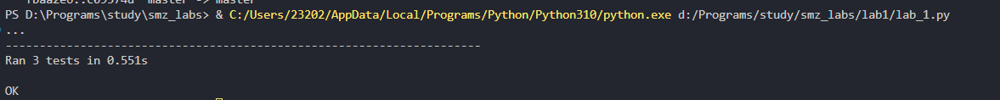 master -> master
PS D:\Programs\study\smz_labs> & C:/Users/23202/AppData/Local/Programs/Python/Python310/python.exe d:/Programs/study/smz_labs/lab1/lab_1.py
...
----------------------------------------------------------------------
Ran 3 tests in 0.551s
OK